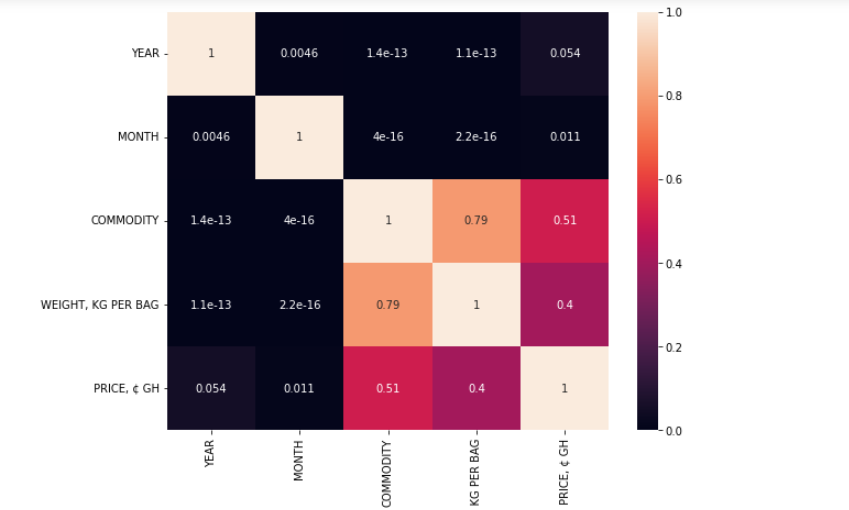 YEAR 1 0.0046 1.4e-13 1.1e-13 0.054
MONTH 0.0046 1 4e-16 2.2e-16 0.011
COMMODITY 1.4e-13 4e-16 1 0.79 0.51
WEIGHT, KG PER BAG 1.1e-13 2.2e-16 0.79 1 0.4
PRICE, ¢ GH 0.054 0.011 0.51 0.4 1
YEAR
MONTH
COMMODITY
KG PER BAG
PRICE, ¢ GH
1.0
0.8
0.6
0.4
0.2
0.0